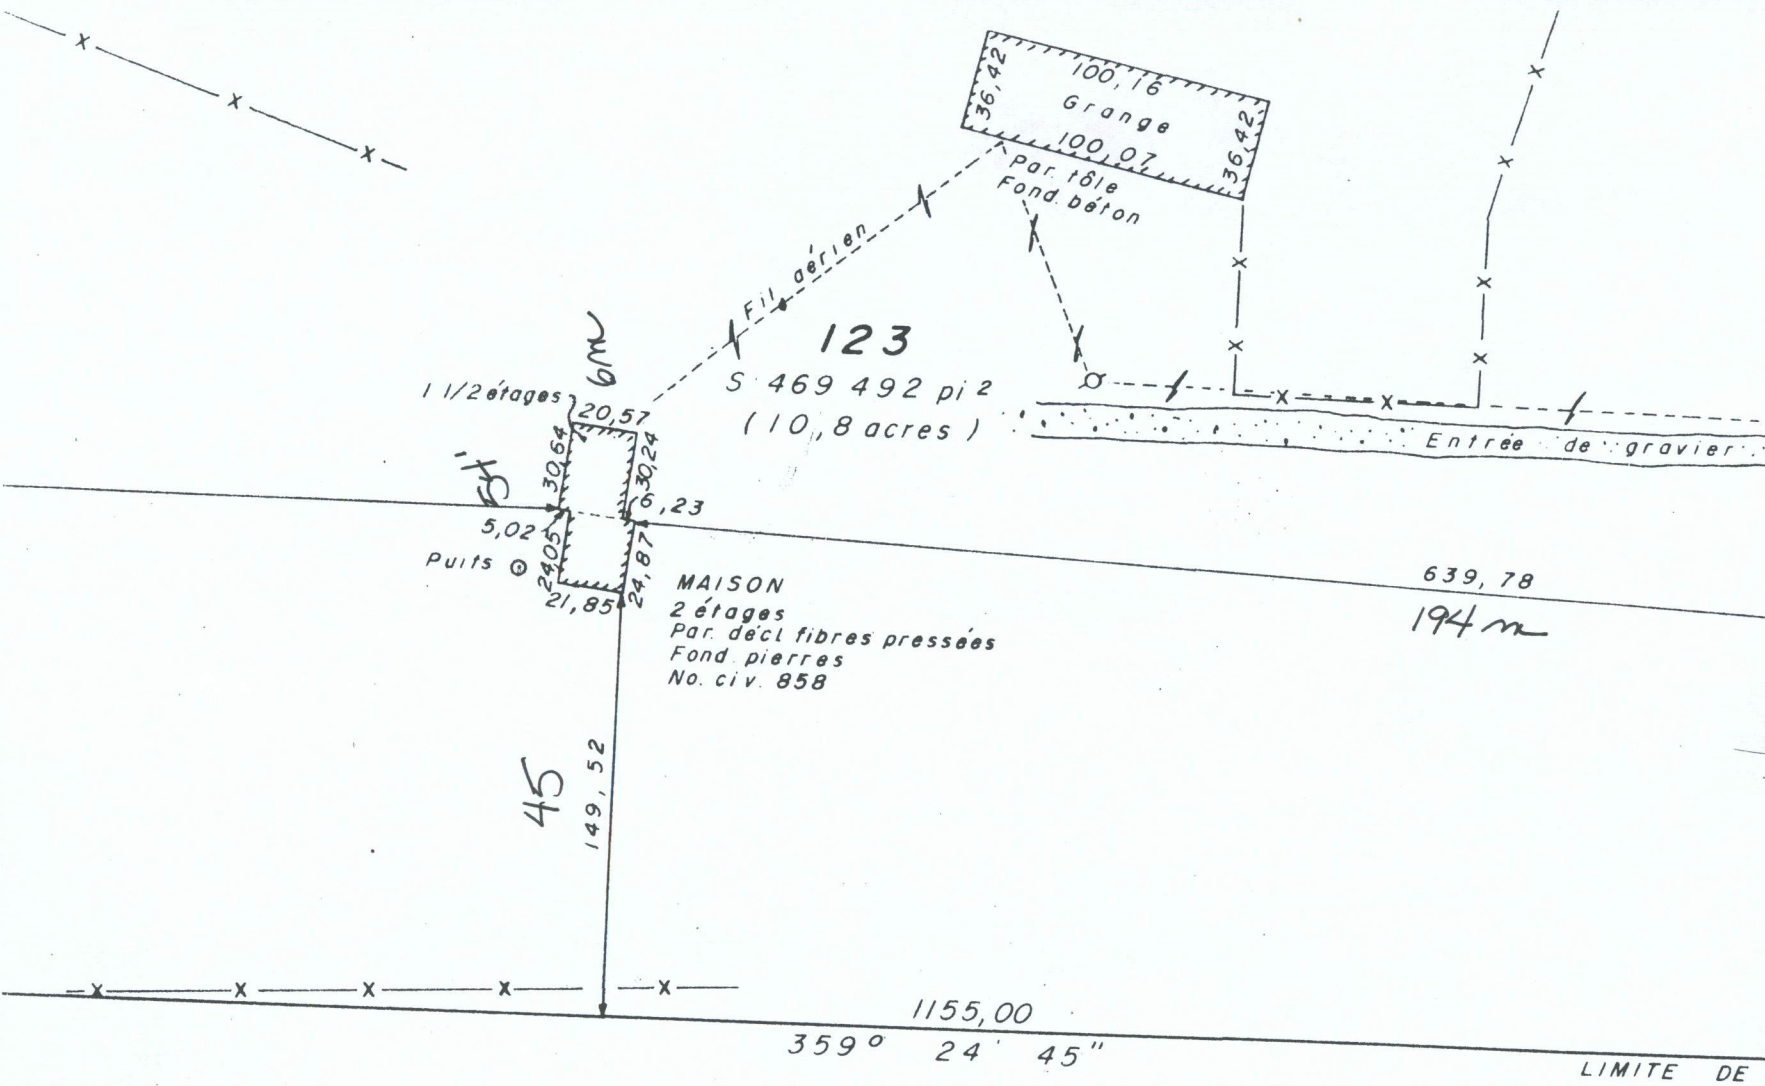 100,16
36,42
Grange
36,42
100,07
Par. tôle
Fond. béton
Fil aérien
123
S 469 492 pi 2
(10,8 acres)
6m
1 1/2 étages
20,57
30,64
30,24
54'
6,23
5,02
24,05
24,87
Puits
21,85
Entrée de gravier
639,78
194 m
MAISON
2 étages
Par. décl fibres pressées
Fond. pierres
No. civ. 858
45
149,52
1155,00
359° 24' 45"
LIMITE DE